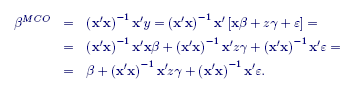 β^MCO = (x'x)⁻¹ x'y = (x'x)⁻¹ x' [xβ + zγ + ε] =
= (x'x)⁻¹ x'xβ + (x'x)⁻¹ x'zγ + (x'x)⁻¹ x'ε =
= β + (x'x)⁻¹ x'zγ + (x'x)⁻¹ x'ε.